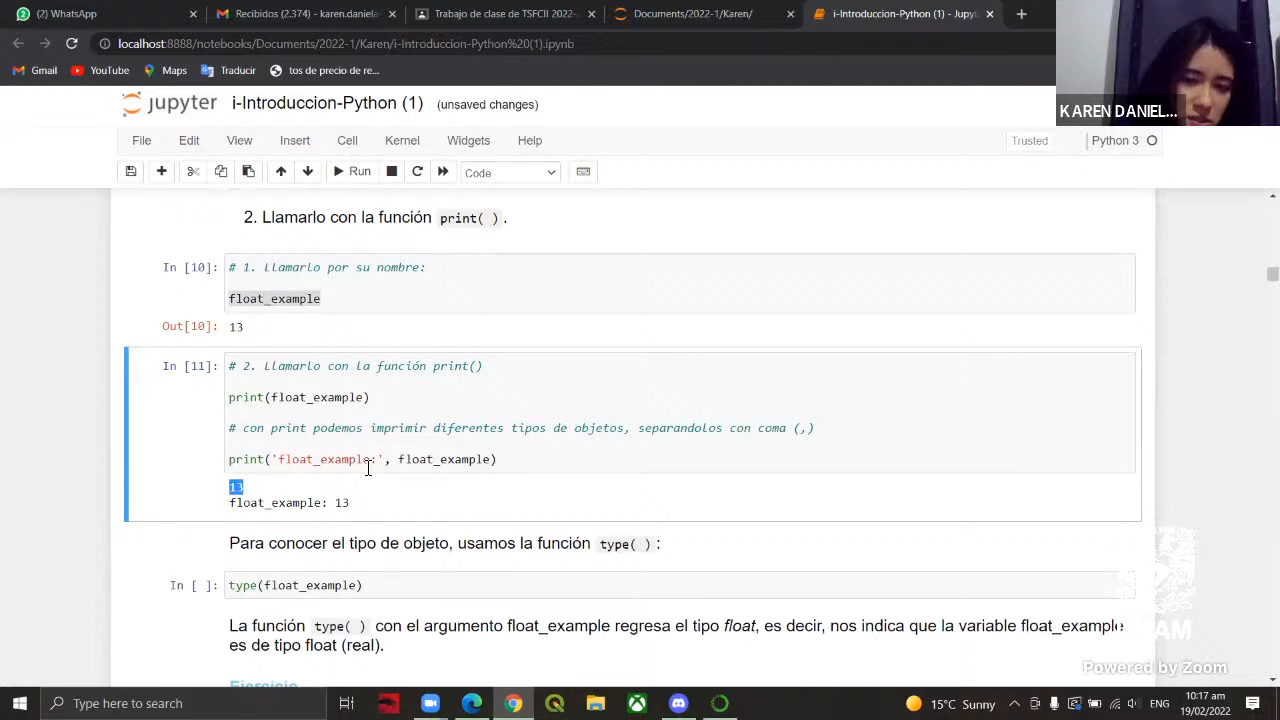 2 WhatsApp
Recibidos (2.374) - karen.daniela
Trabajo de clase de TSFCII 2022-
Documents/2022-1/Karen/
i-Introduccion-Python (1) - Jupyt
localhost:8888/notebooks/Documents/2022-1/Karen/i-Introduccion-Python%20(1).ipynb
Gmail
YouTube
Maps
Traducir
tos de precio de re...
KAREN DANIEL...
jupyter
i-Introduccion-Python (1)
(unsaved changes)
File Edit View Insert Cell Kernel Widgets Help
Trusted
Python 3
Run
Code
2. Llamarlo con la función print( ) .
In [10]: # 1. Llamarlo por su nombre:
float_example
Out[10]: 13
In [11]: # 2. Llamarlo con la función print()
print(float_example)
# con print podemos imprimir diferentes tipos de objetos, separandolos con coma (,)
print('float_example:', float_example)
13
float_example: 13
Para conocer el tipo de objeto, usamos la función type( ) :
In [ ]: type(float_example)
La función type( ) con el argumento float_example regresa el tipo float, es decir, nos indica que la variable float_example
es de tipo float (real).
Ejercicio
Powered by Zoom
Type here to search
15°C Sunny
10:17 am
19/02/2022